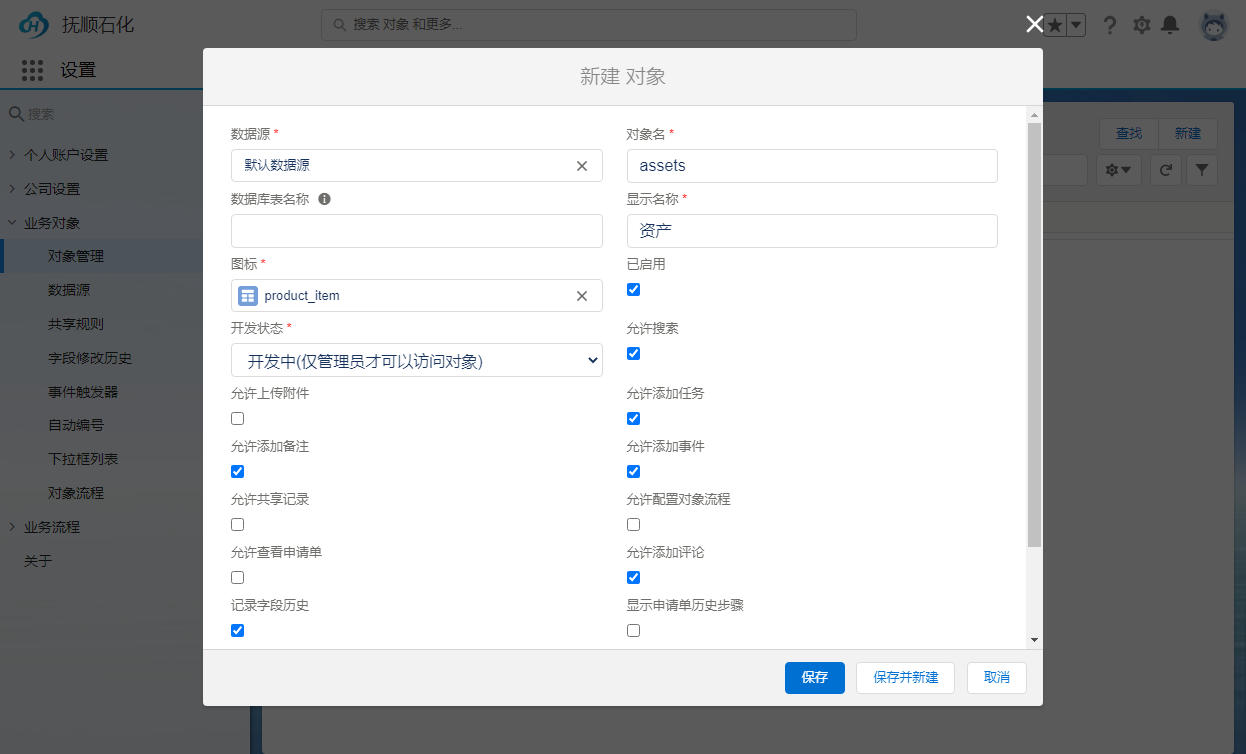 抚顺石化
搜索 对象 和更多...
设置
搜索
个人账户设置
公司设置
业务对象
对象管理
数据源
共享规则
字段修改历史
事件触发器
自动编号
下拉框列表
对象流程
业务流程
关于
查找
新建
新建 对象
数据源 *
默认数据源
对象名 *
assets
数据库表名称
显示名称 *
资产
图标 *
product_item
已启用
开发状态 *
开发中(仅管理员才可以访问对象)
允许搜索
允许上传附件
允许添加任务
允许添加备注
允许添加事件
允许共享记录
允许配置对象流程
允许查看申请单
允许添加评论
记录字段历史
显示申请单历史步骤
保存
保存并新建
取消